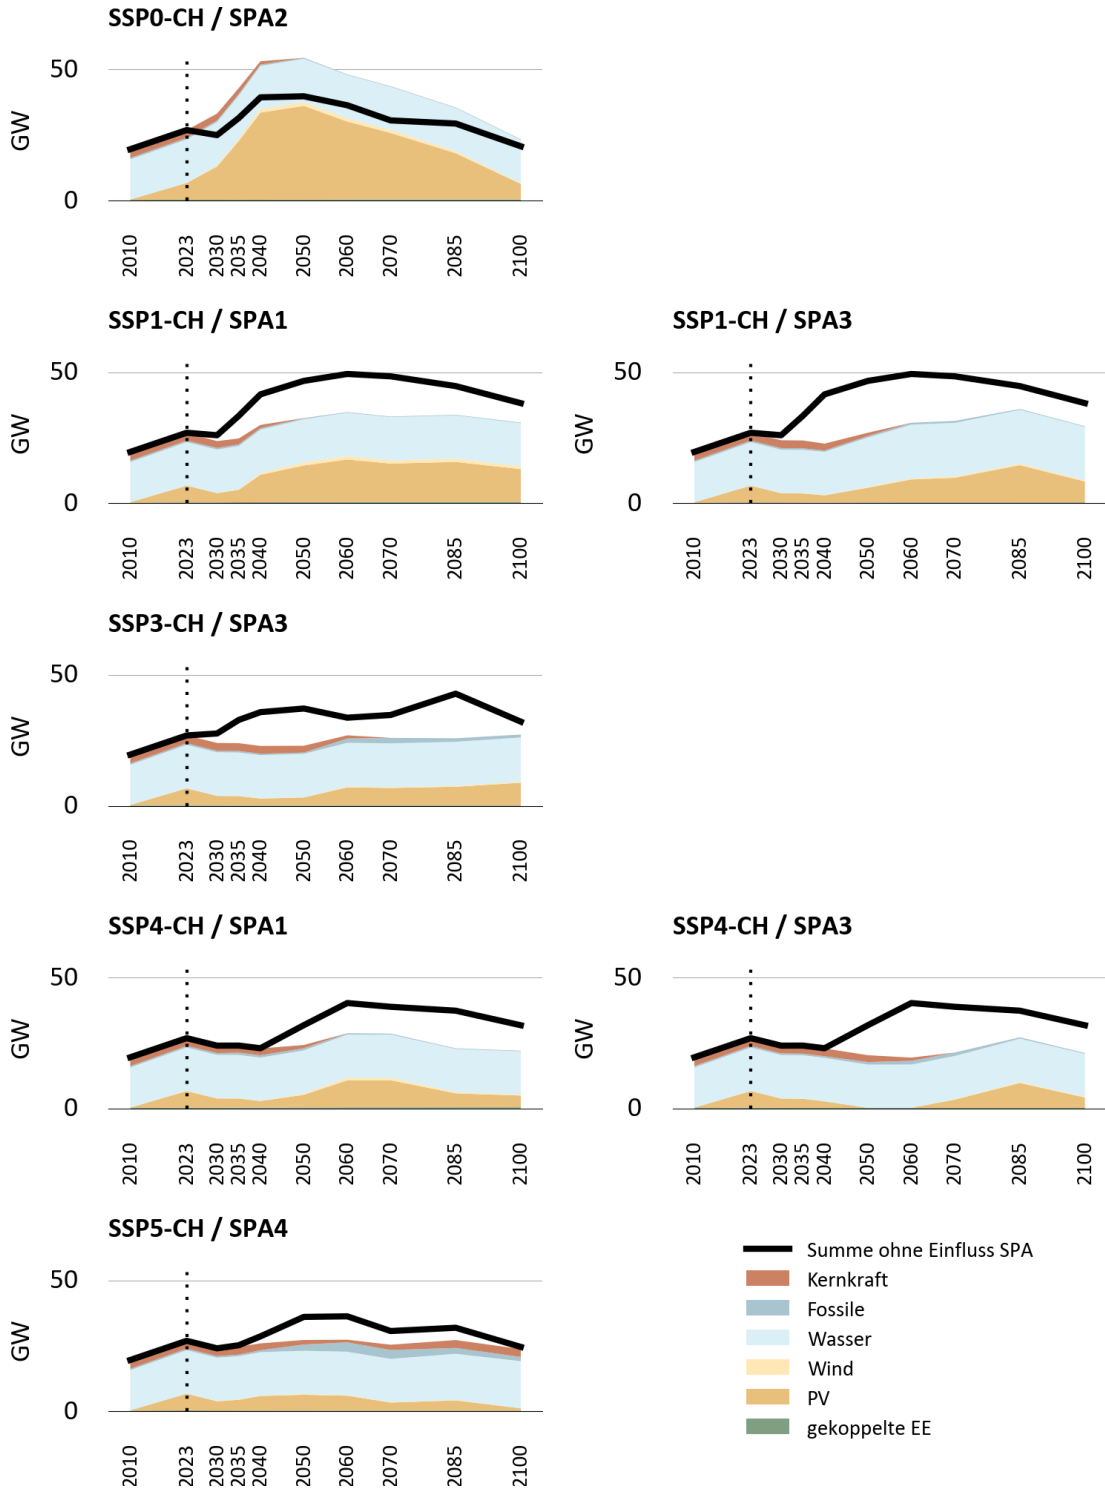 SSP0-CH / SPA2
50
GW
0
2010 2023 2030 2035 2040 2050 2060 2070 2085 2100
SSP1-CH / SPA1
50
GW
0
2010 2023 2030 2035 2040 2050 2060 2070 2085 2100
SSP1-CH / SPA3
50
GW
0
2010 2023 2030 2035 2040 2050 2060 2070 2085 2100
SSP3-CH / SPA3
50
GW
0
2010 2023 2030 2035 2040 2050 2060 2070 2085 2100
SSP4-CH / SPA1
50
GW
0
2010 2023 2030 2035 2040 2050 2060 2070 2085 2100
SSP4-CH / SPA3
50
GW
0
2010 2023 2030 2035 2040 2050 2060 2070 2085 2100
SSP5-CH / SPA4
50
GW
0
2010 2023 2030 2035 2040 2050 2060 2070 2085 2100
Summe ohne Einfluss SPA
Kernkraft
Fossile
Wasser
Wind
PV
gekoppelte EE